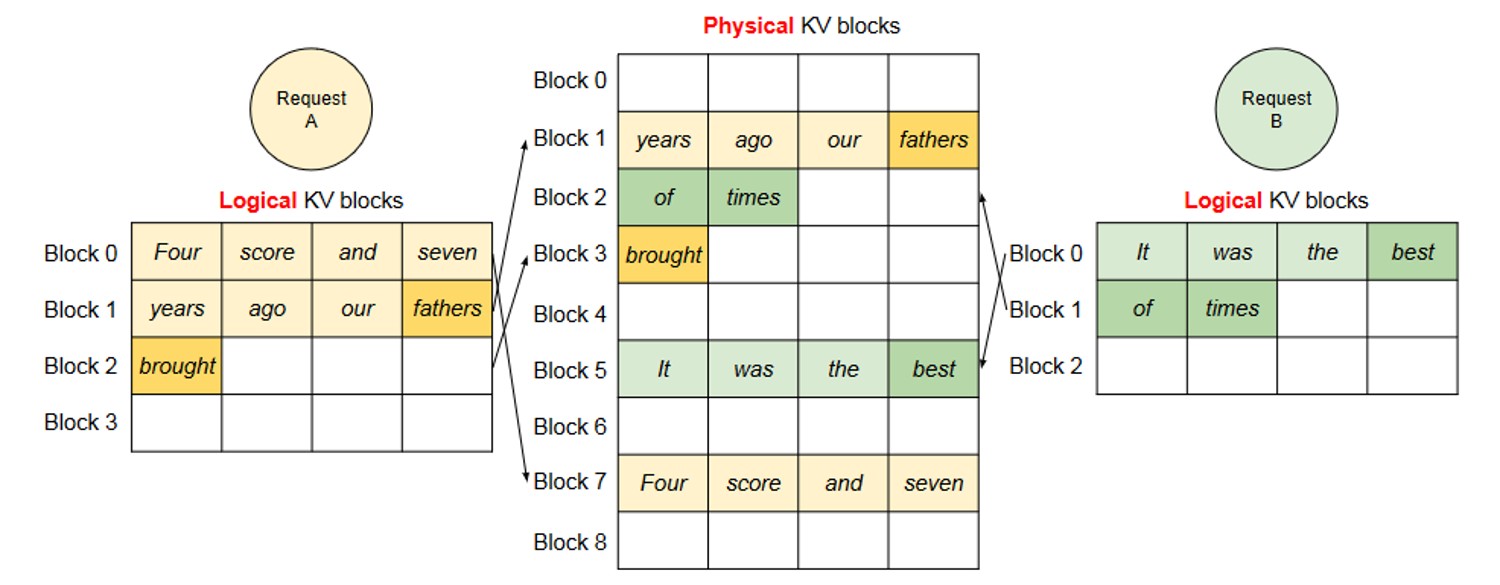 Physical KV blocks
Request
A
Logical KV blocks
Block 0 Four score and seven
Block 1 years ago our fathers
Block 2 brought
Block 3
Block 0
Block 1 years ago our fathers
Block 2 of times
Block 3 brought
Block 4
Block 5 It was the best
Block 6
Block 7 Four score and seven
Block 8
Request
B
Logical KV blocks
Block 0 It was the best
Block 1 of times
Block 2